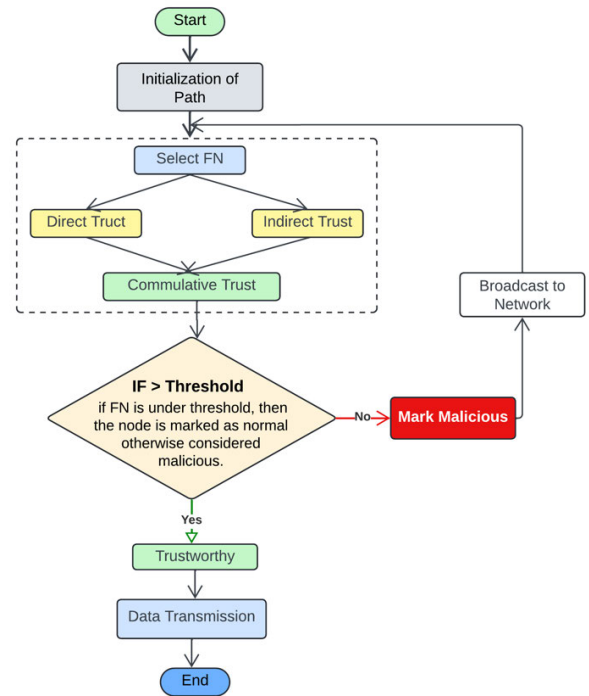 Start
Initialization of
Path
Select FN
Direct Truct
Indirect Trust
Commulative Trust
Broadcast to
Network
IF > Threshold
if FN is under threshold, then
the node is marked as normal
otherwise considered
malicious.
No
Mark Malicious
Yes
Trustworthy
Data Transmission
End